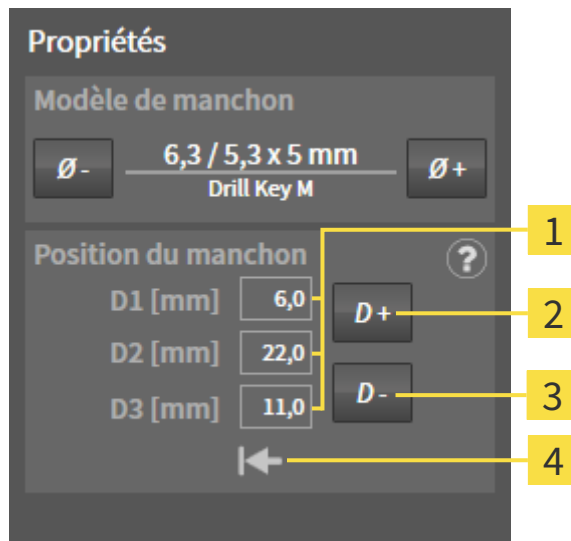 Propriétés
Modèle de manchon
Ø - 6,3 / 5,3 x 5 mm Ø +
Drill Key M
1
Position du manchon ?
D1 [mm] 6,0 D + 2
D2 [mm] 22,0
D3 [mm] 11,0 D - 3
4